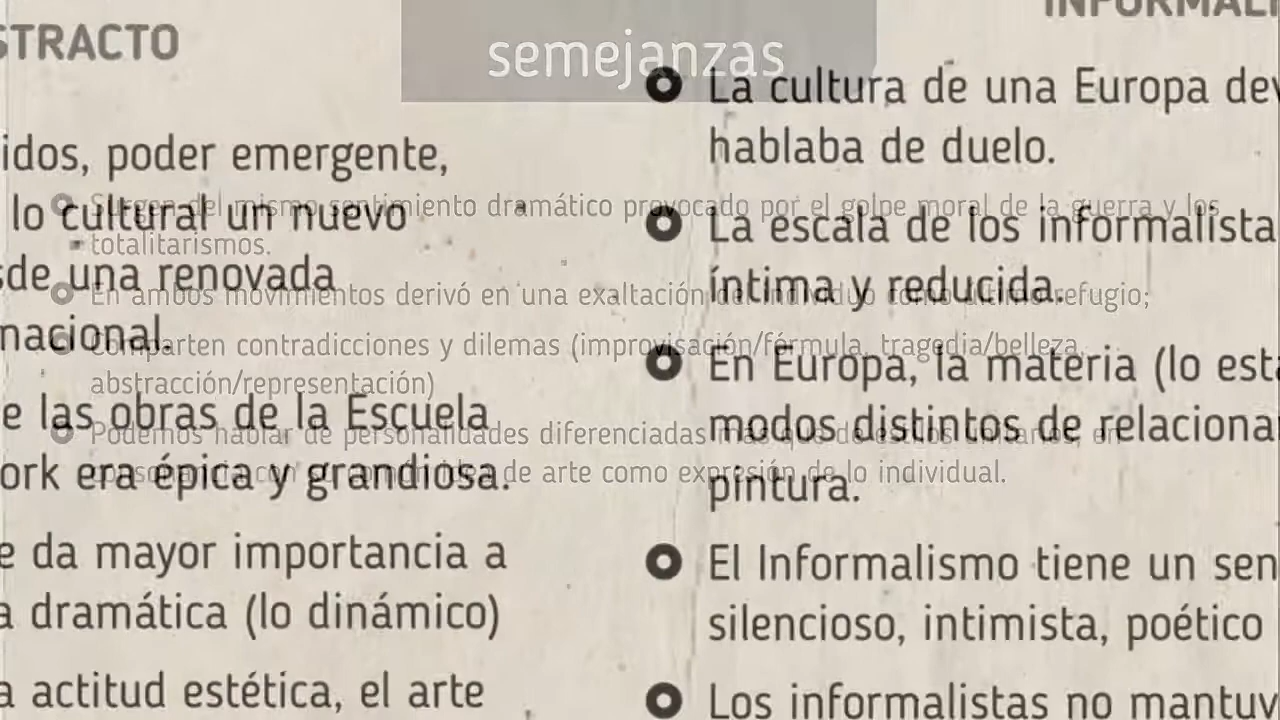 STRACTO
idos, poder emergente,
lo cultural un nuevo
sde una renovada
nacional.
e las obras de la Escuela
ork era épica y grandiosa.
e da mayor importancia a
a dramática (lo dinámico)
a actitud estética, el arte
INFORMALI
La cultura de una Europa dev
hablaba de duelo.
La escala de los informalista
íntima y reducida.
En Europa, la materia (lo está
modos distintos de relaciona
pintura.
El Informalismo tiene un sen
silencioso, intimista, poético
Los informalistas no mantuv
semejanzas
Surgen del mismo sentimiento dramático provocado por el golpe moral de la guerra y los
totalitarismos.
En ambos movimientos derivó en una exaltación del individuo como último refugio;
Comparten contradicciones y dilemas (improvisación/fórmula, tragedia/belleza,
abstracción/representación)
Podemos hablar de personalidades diferenciadas más que de estilos unitarios, en
de arte como expresión de lo individual.